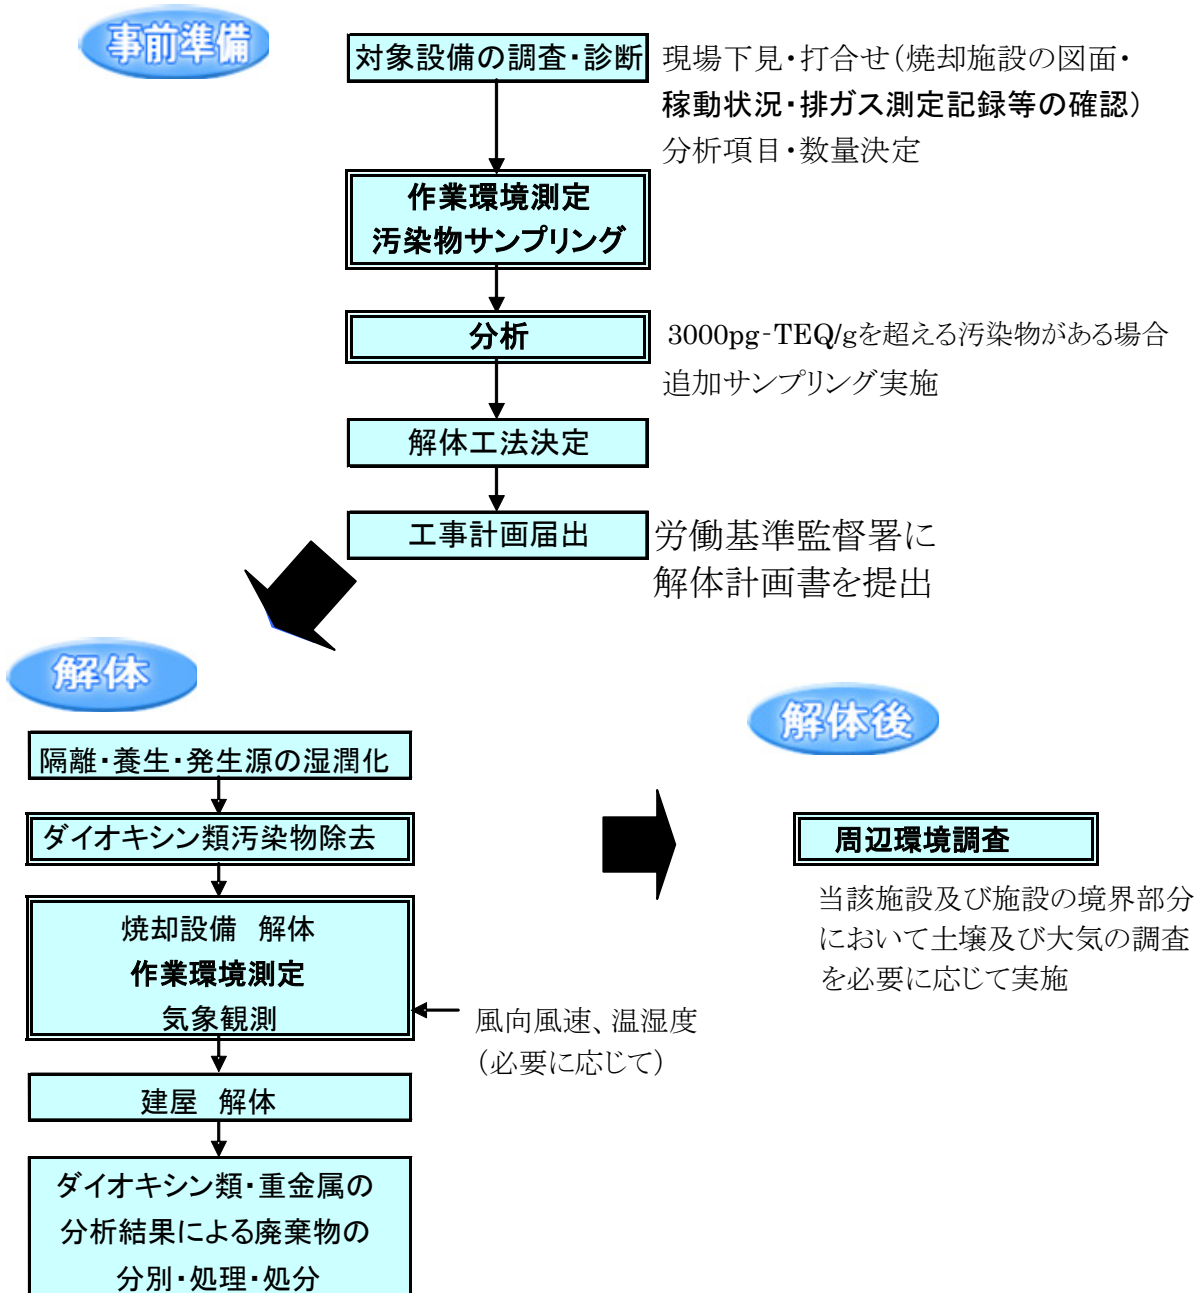 事前準備
対象設備の調査・診断
現場下見・打合せ（焼却施設の図面・
稼動状況・排ガス測定記録等の確認）
分析項目・数量決定
作業環境測定
汚染物サンプリング
分析
3000pg-TEQ/gを超える汚染物がある場合
追加サンプリング実施
解体工法決定
工事計画届出
労働基準監督署に
解体計画書を提出
解体
隔離・養生・発生源の湿潤化
ダイオキシン類汚染物除去
焼却設備　解体
作業環境測定
気象観測
風向風速、温湿度
（必要に応じて）
建屋　解体
ダイオキシン類・重金属の
分析結果による廃棄物の
分別・処理・処分
解体後
周辺環境調査
当該施設及び施設の境界部分
において土壌及び大気の調査
を必要に応じて実施